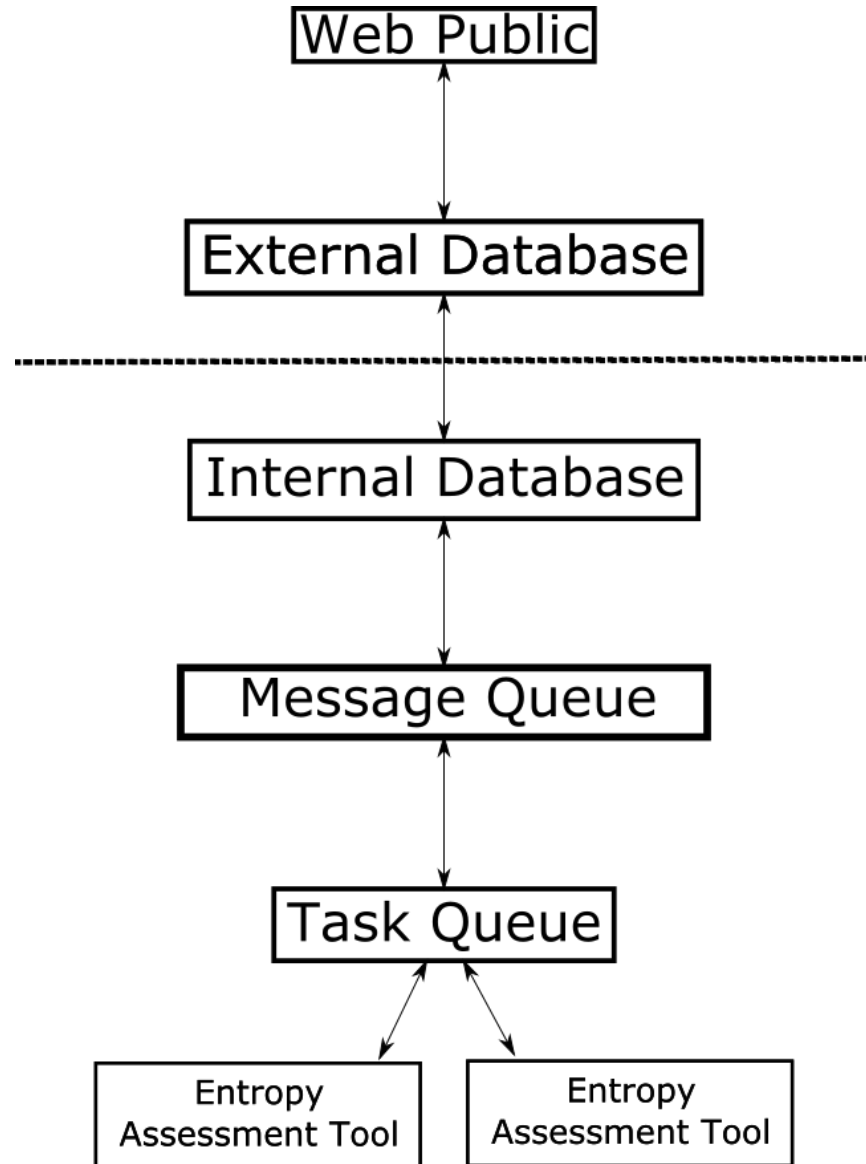 Web Public
External Database
Internal Database
Message Queue
Task Queue
Entropy
Assessment Tool
Entropy
Assessment Tool